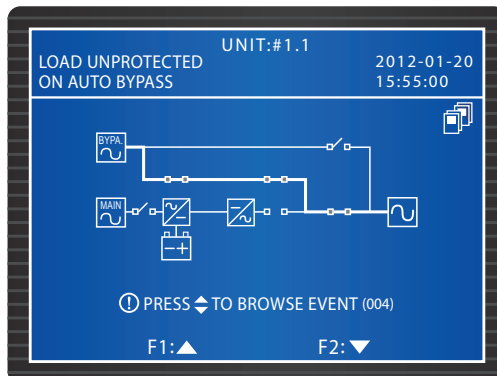 UNIT:#1.1
LOAD UNPROTECTED
ON AUTO BYPASS
2012-01-20
15:55:00
BYPA.
MAIN
PRESS TO BROWSE EVENT (004)
F1: F2: